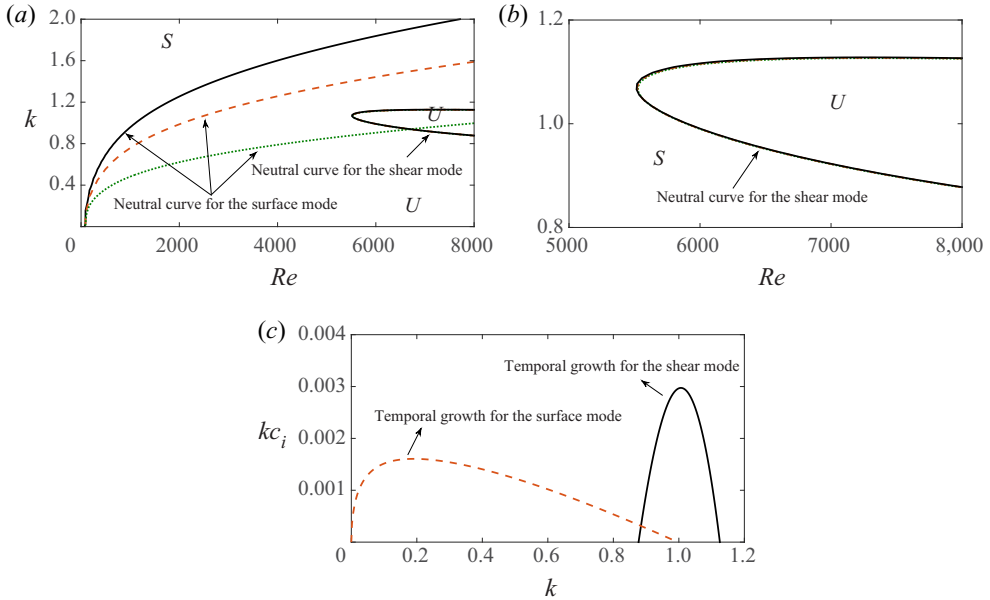 (a)
2.0
1.6
1.2
0.8
0.4
k
S
U
Neutral curve for the shear mode
Neutral curve for the surface mode
U
0
2000
4000
6000
8000
Re
(b)
1.2
1.0
0.8
U
S
Neutral curve for the shear mode
5000
6000
7000
8,000
Re
(c)
0.004
0.003
0.002
0.001
kc_i
Temporal growth for the shear mode
Temporal growth for the surface mode
0
0.2
0.4
0.6
0.8
1.0
1.2
k